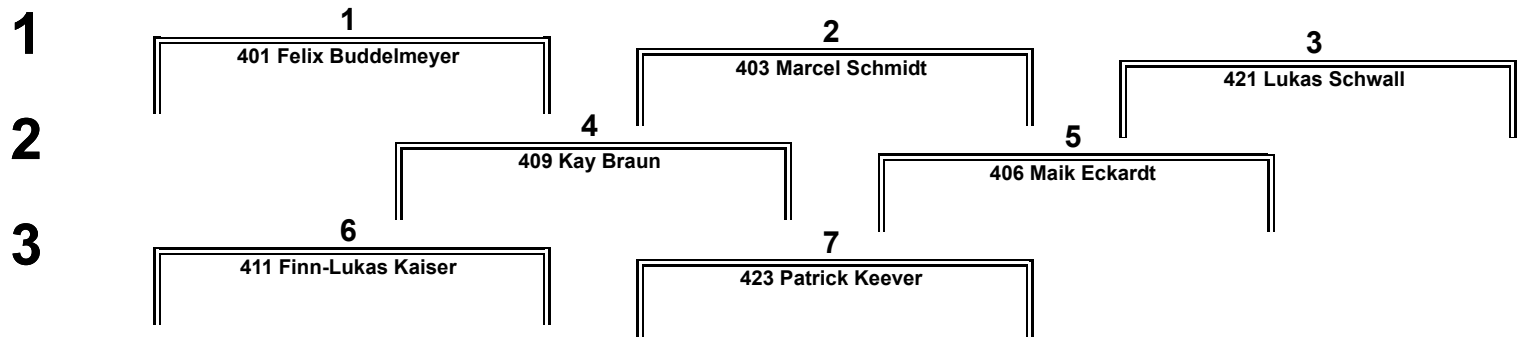 1
1
401 Felix Buddelmeyer
2
403 Marcel Schmidt
3
421 Lukas Schwall
2
4
409 Kay Braun
5
406 Maik Eckardt
3
6
411 Finn-Lukas Kaiser
7
423 Patrick Keever